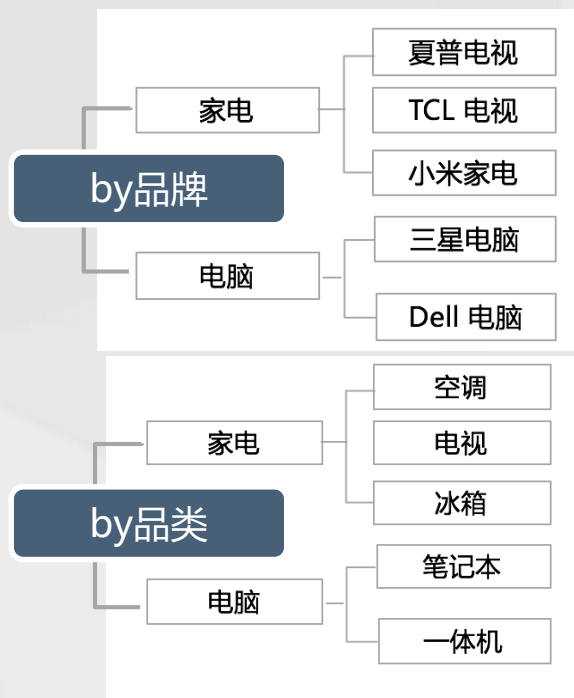 夏普电视
家电
TCL 电视
小米家电
by品牌
三星电脑
电脑
Dell 电脑
空调
家电
电视
冰箱
by品类
笔记本
电脑
一体机